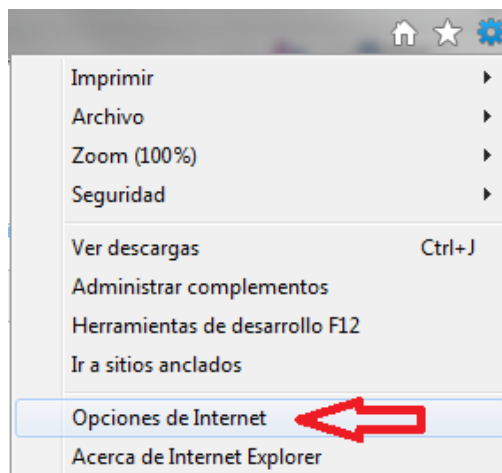 Imprimir
Archivo
Zoom (100%)
Seguridad
Ver descargas Ctrl+J
Administrar complementos
Herramientas de desarrollo F12
Ir a sitios anclados
Opciones de Internet
Acerca de Internet Explorer